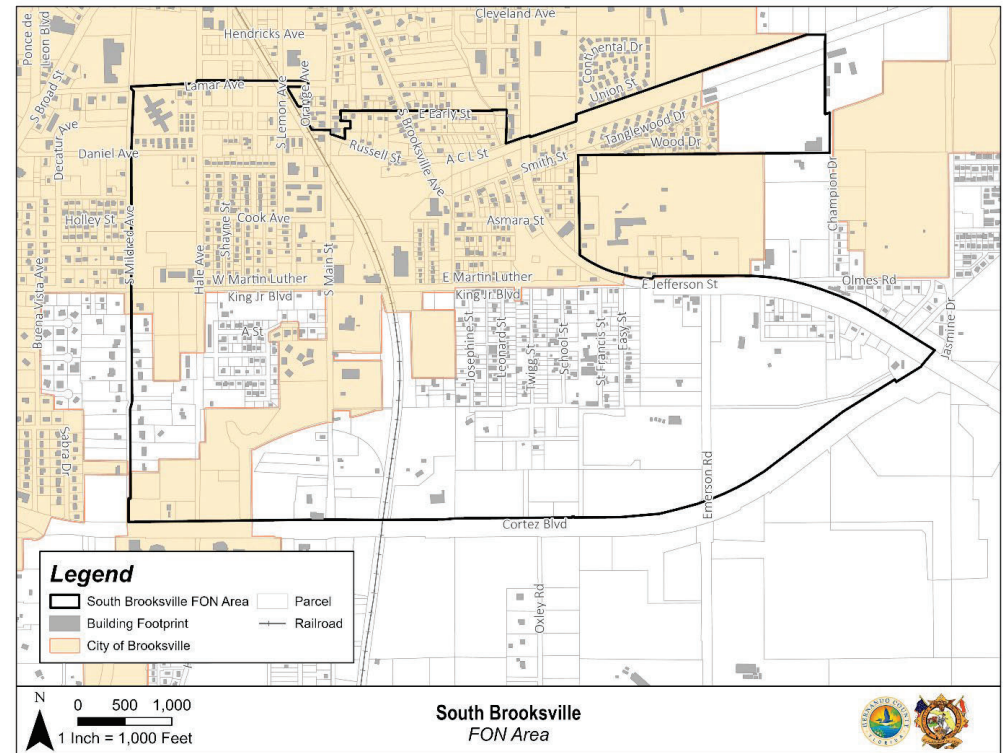 Cleveland Ave
Ponce de
Leon Blvd
Hendricks Ave
Continental Dr
S Broad St
Lamar Ave
Union St
S Lemon Ave
Orange Ave
E Early St
S Brooksville Ave
Tanglewood Dr
Decatur Ave
Daniel Ave
Russell St
A C L St
Smith St
Wood Dr
Champion Dr
Holley St
Shayne St
Cook Ave
Asmara St
S Mildred Ave
Hale Ave
S Main St
W Martin Luther
King Jr Blvd
E Martin Luther
King Jr Blvd
E Jefferson St
Olmes Rd
Buena Vista Ave
A St
Josephine St
Leonard St
Twigg St
School St
St Francis St
Easy St
Jasmine Dr
Sabra Dr
Emerson Rd
Cortez Blvd
Oxley Rd
Legend
South Brooksville FON Area
Parcel
Building Footprint
Railroad
City of Brooksville
N
0 500 1,000
1 Inch = 1,000 Feet
South Brooksville
FON Area
HERNANDO COUNTY
FLORIDA